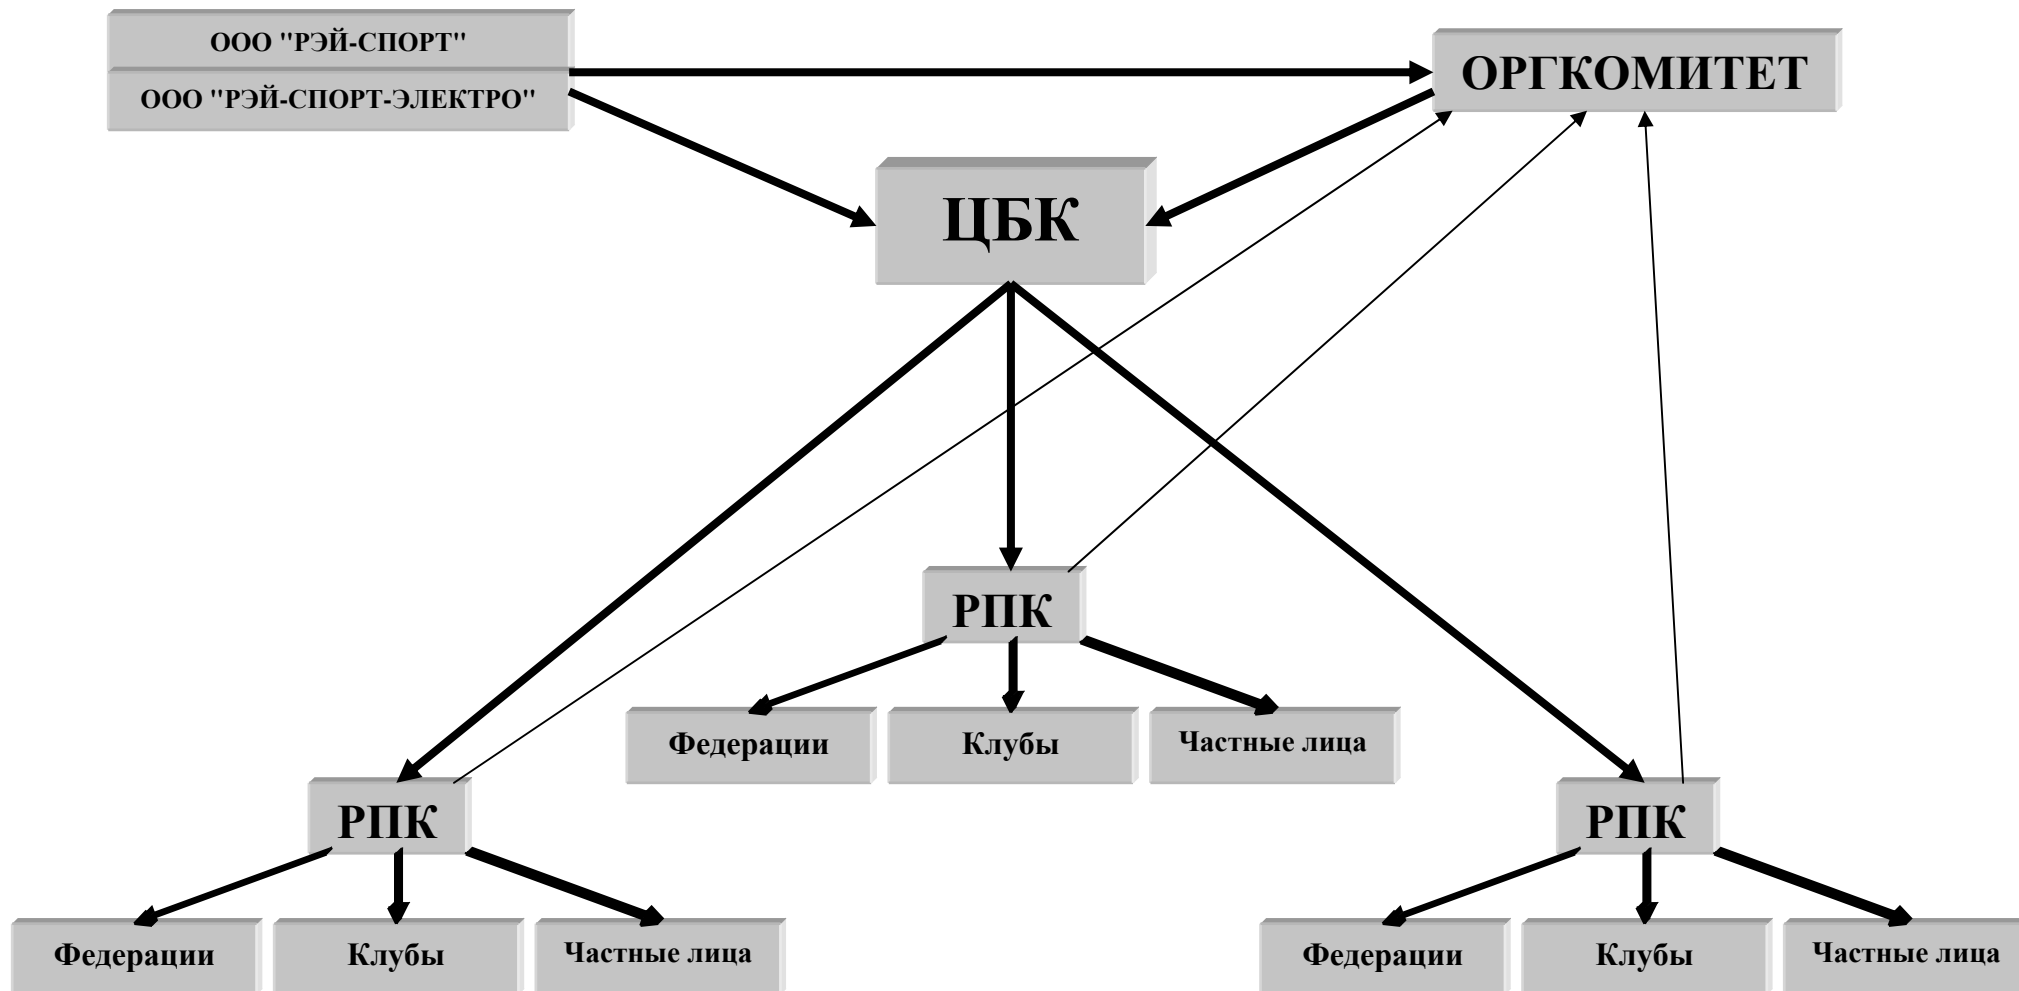 ООО "РЭЙ-СПОРТ"
ООО "РЭЙ-СПОРТ-ЭЛЕКТРО"
ОРГКОМИТЕТ
ЦБК
РПК
Федерации
Клубы
Частные лица
РПК
Федерации
Клубы
Частные лица
РПК
Федерации
Клубы
Частные лица